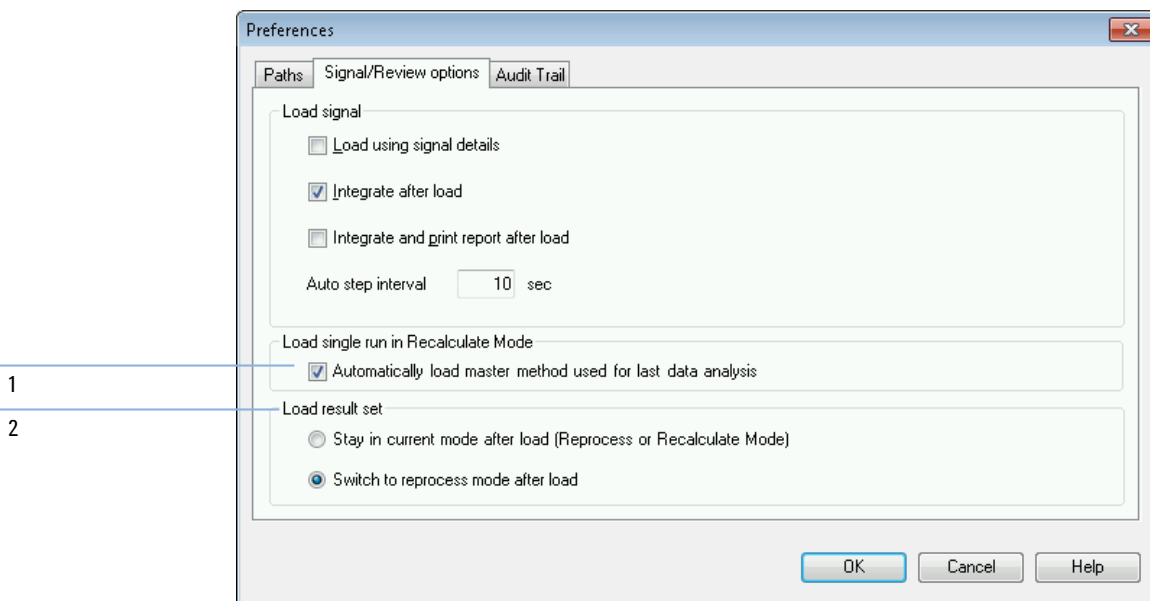 Preferences
Paths
Signal/Review options
Audit Trail
Load signal
Load using signal details
Integrate after load
Integrate and print report after load
Auto step interval 10 sec
Load single run in Recalculate Mode
1
Automatically load master method used for last data analysis
Load result set
2
Stay in current mode after load (Reprocess or Recalculate Mode)
Switch to reprocess mode after load
OK
Cancel
Help